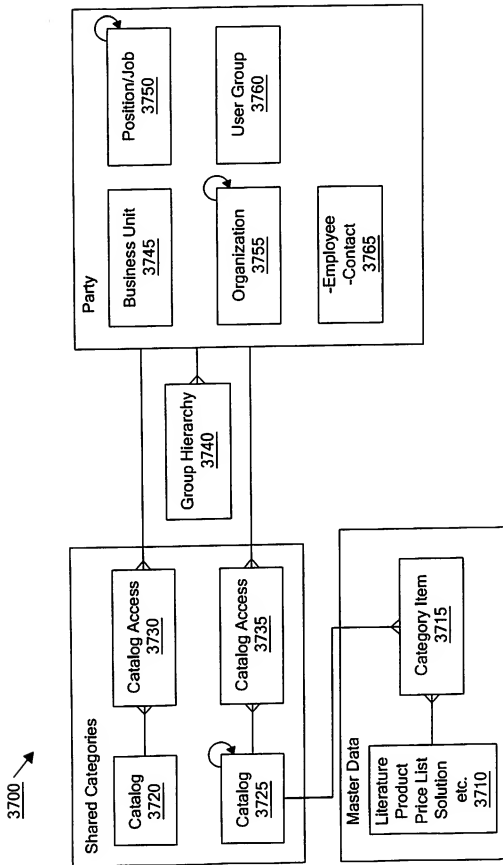 3700
Shared Categories
Catalog
3720
Catalog Access
3730
Catalog
3725
Catalog Access
3735
Group Hierarchy
3740
Party
Business Unit
3745
Position/Job
3750
Organization
3755
User Group
3760
-Employee
-Contact
3765
Master Data
Literature
Product
Price List
Solution
etc.
3710
Category Item
3715